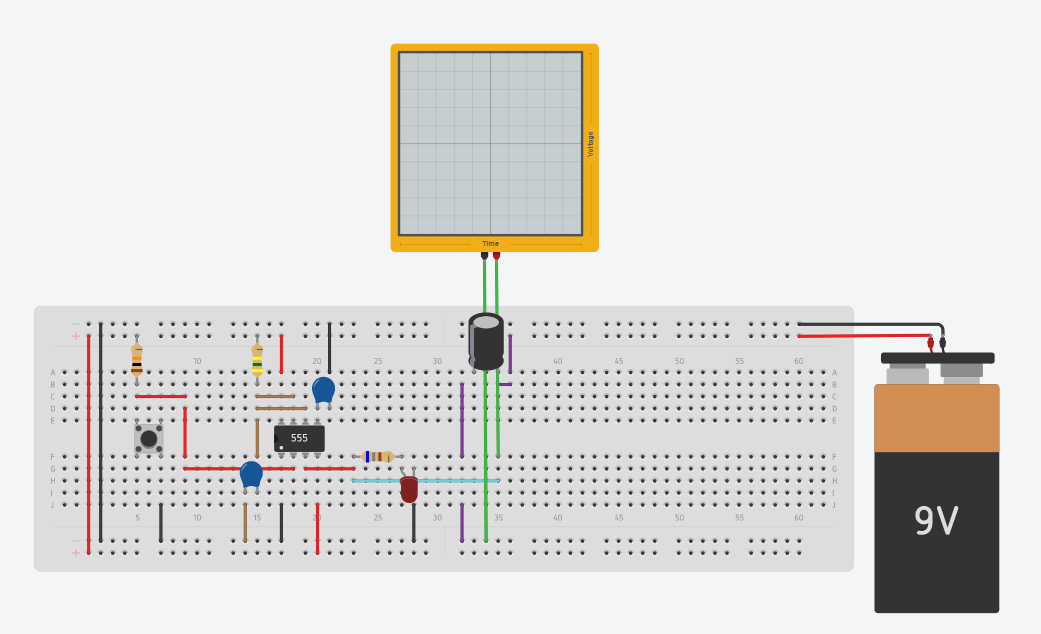 Voltage
Time
− −
+ +
10 20 25 30 35 40 45 50 55 60
A A
B B
C C
D D
E E
555
F F
G G
H H
I I
J J
5 10 15 20 25 30 35 40 45 50 55 60
− −
+ +
9V